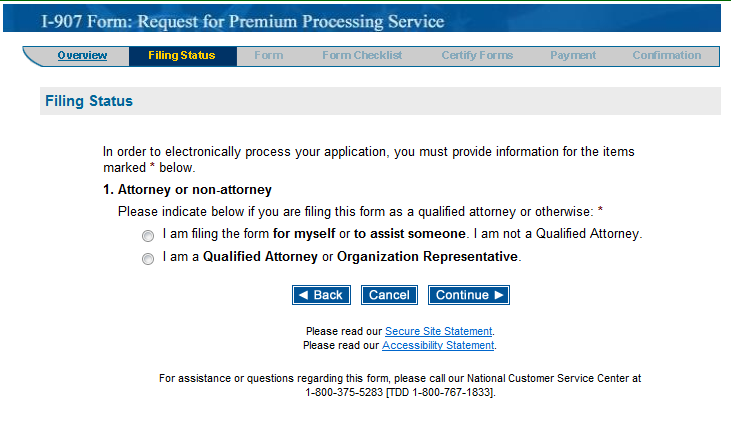 I-907 Form: Request for Premium Processing Service
Overview Filing Status Form Form Checklist Certify Forms Payment Confirmation
Filing Status
In order to electronically process your application, you must provide information for the items
marked * below.
1. Attorney or non-attorney
Please indicate below if you are filing this form as a qualified attorney or otherwise: *
I am filing the form for myself or to assist someone. I am not a Qualified Attorney.
I am a Qualified Attorney or Organization Representative.
◄ Back Cancel Continue ►
Please read our Secure Site Statement.
Please read our Accessibility Statement.
For assistance or questions regarding this form, please call our National Customer Service Center at
1-800-375-5283 [TDD 1-800-767-1833].